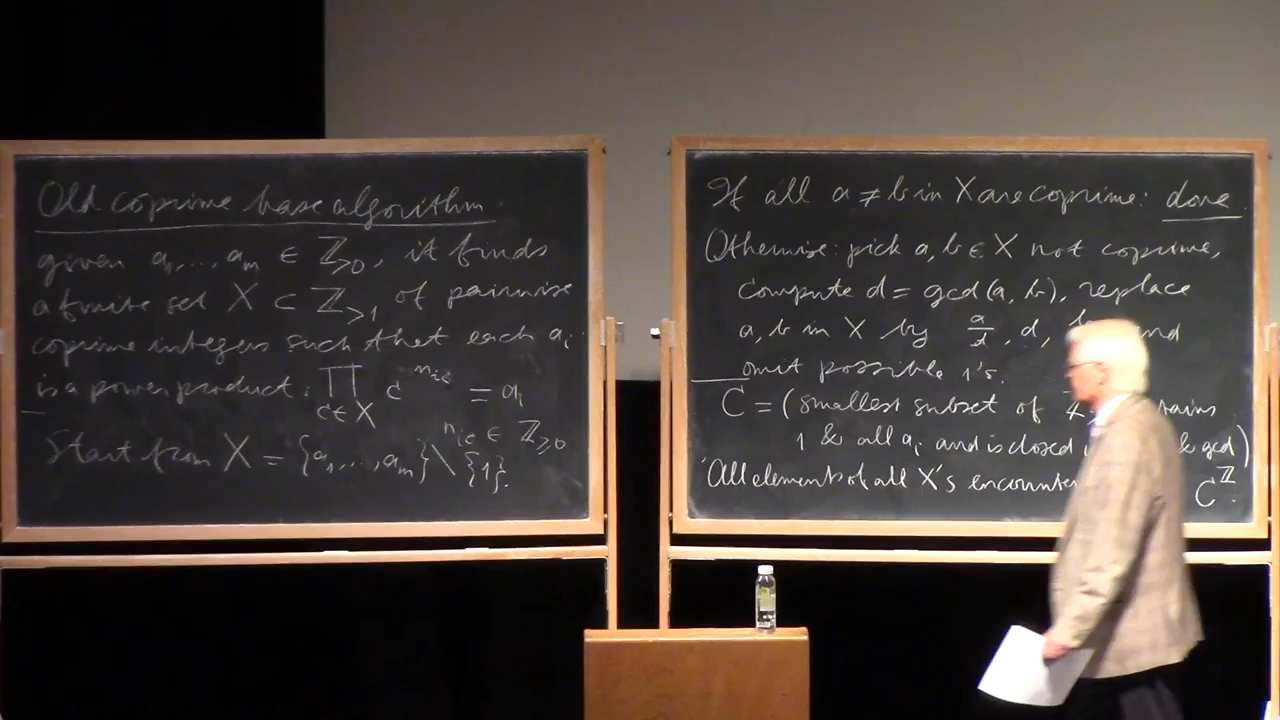 Old coprime base algorithm
given a₁,...,aₘ ∈ ℤ>0, it finds
a finite set X ⊂ ℤ>1 of pairwise
coprime integers such that each aᵢ
is a power product: ∏ c∈X c^nᵢc = aᵢ
nᵢc ∈ ℤ≥0
Start from X = {a₁,...,aₘ}\{1}.
If all a ≠ b in X are coprime: done.
Otherwise: pick a, b ∈ X not coprime,
compute d = gcd(a, b), replace
a, b in X by a/d, d, and
omit possible 1's.
C = (smallest subset of
1 & all aᵢ and is closed & gcd)
All elements of all X's C^ℤ.